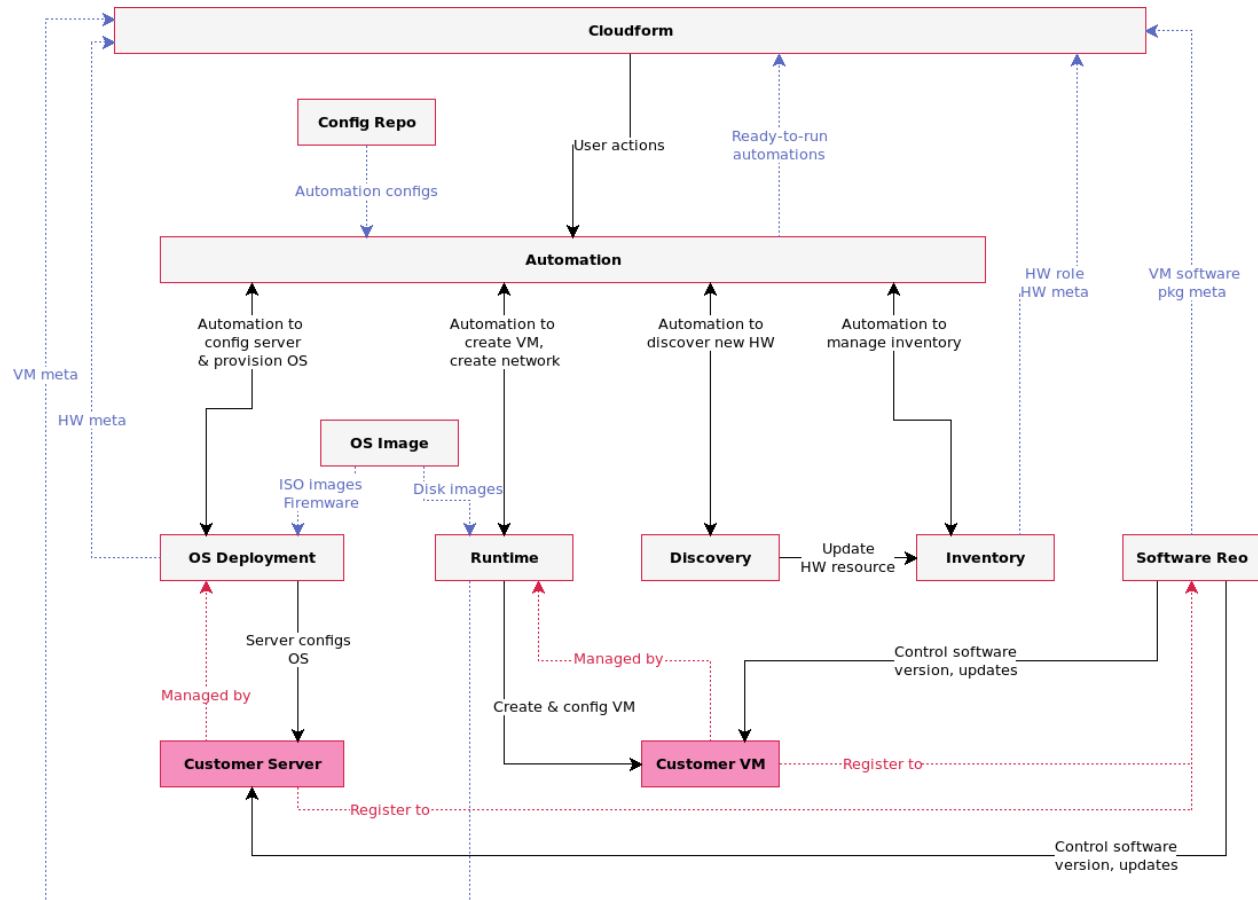 Cloudform
Config Repo
User actions
Ready-to-run
automations
Automation configs
Automation
HW role
HW meta
VM software
pkg meta
Automation to
config server
& provision OS
Automation to
create VM,
create network
Automation to
discover new HW
Automation to
manage inventory
VM meta
HW meta
OS Image
ISO images
Firemware
Disk images
OS Deployment
Runtime
Discovery
Update
HW resource
Inventory
Software Reo
Server configs
OS
Managed by
Managed by
Control software
version, updates
Create & config VM
Customer Server
Customer VM
Register to
Register to
Control software
version, updates